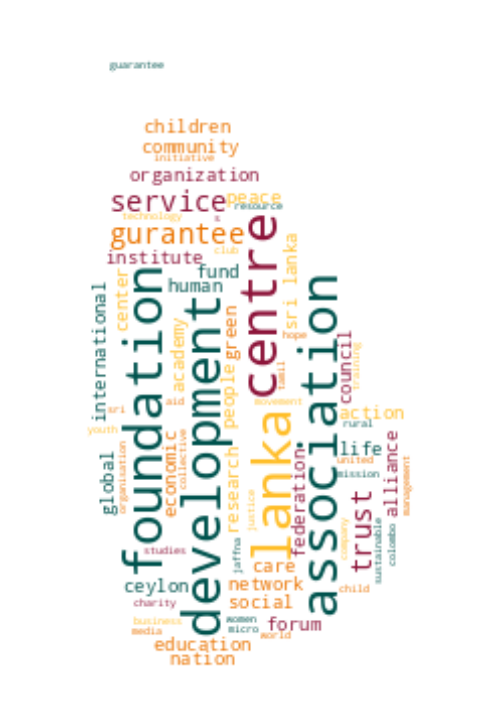 guarantee
children
community
initiative
organization
service
peace
resource
technology
s
gurantee
centre
club
institute
sri lanka
fund
human
center
foundation
international
development
association
green
academy
hope
council
training
people
tamil
aid
sri
movement
lanka
action
youth
rural
economic
collective
organisation
life
global
research
federation
united
mission
alliance
management
justice
trust
company
sustainable
colombo
jaffna
studies
care
ceylon
network
child
charity
social
business
women
micro
forum
media
world
education
nation